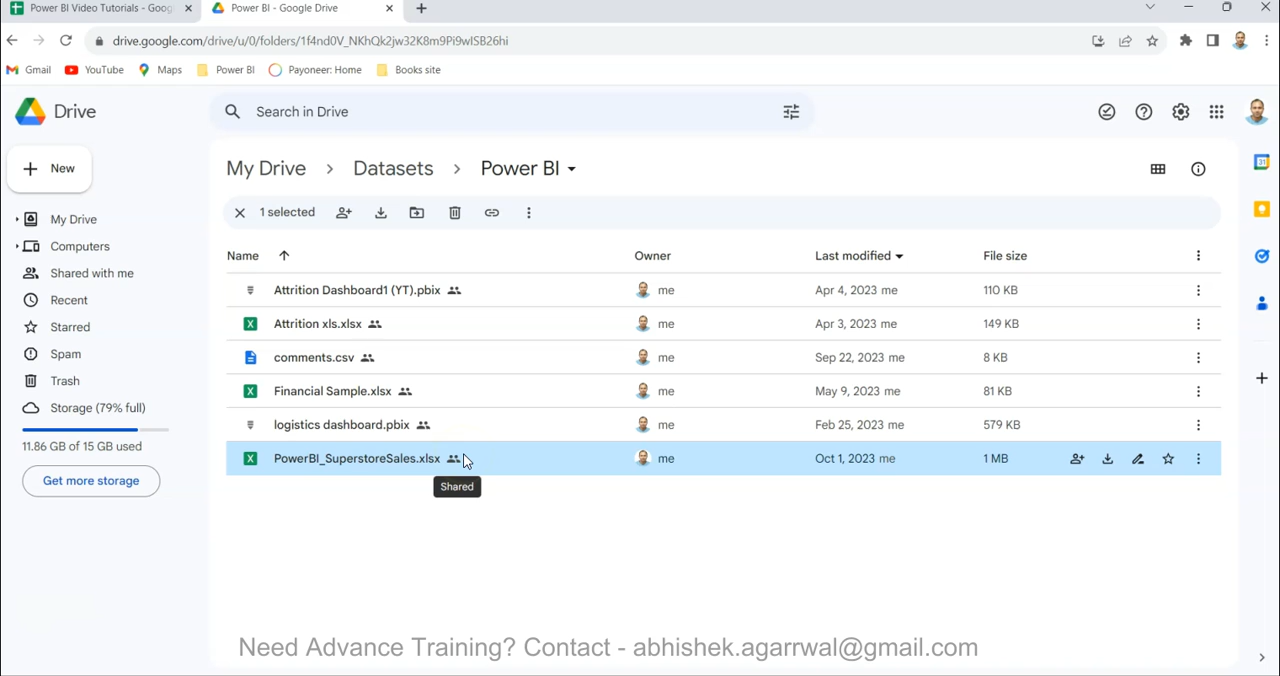 Power BI Video Tutorials - Goog
Power BI - Google Drive
drive.google.com/drive/u/0/folders/1f4nd0V_NKhQk2jw32K8m9Pi9wISB26hi
Gmail YouTube Maps Power BI Payoneer: Home Books site
Drive
Search in Drive
New
My Drive > Datasets > Power BI
1 selected
My Drive
Computers
Shared with me
Recent
Starred
Spam
Trash
Storage (79% full)
11.86 GB of 15 GB used
Get more storage
Name Owner Last modified File size
Attrition Dashboard1 (YT).pbix me Apr 4, 2023 me 110 KB
Attrition xls.xlsx me Apr 3, 2023 me 149 KB
comments.csv me Sep 22, 2023 me 8 KB
Financial Sample.xlsx me May 9, 2023 me 81 KB
logistics dashboard.pbix me Feb 25, 2023 me 579 KB
PowerBI_SuperstoreSales.xlsx me Oct 1, 2023 me 1 MB
Shared
31
Need Advance Training? Contact - abhishek.agarrwal@gmail.com